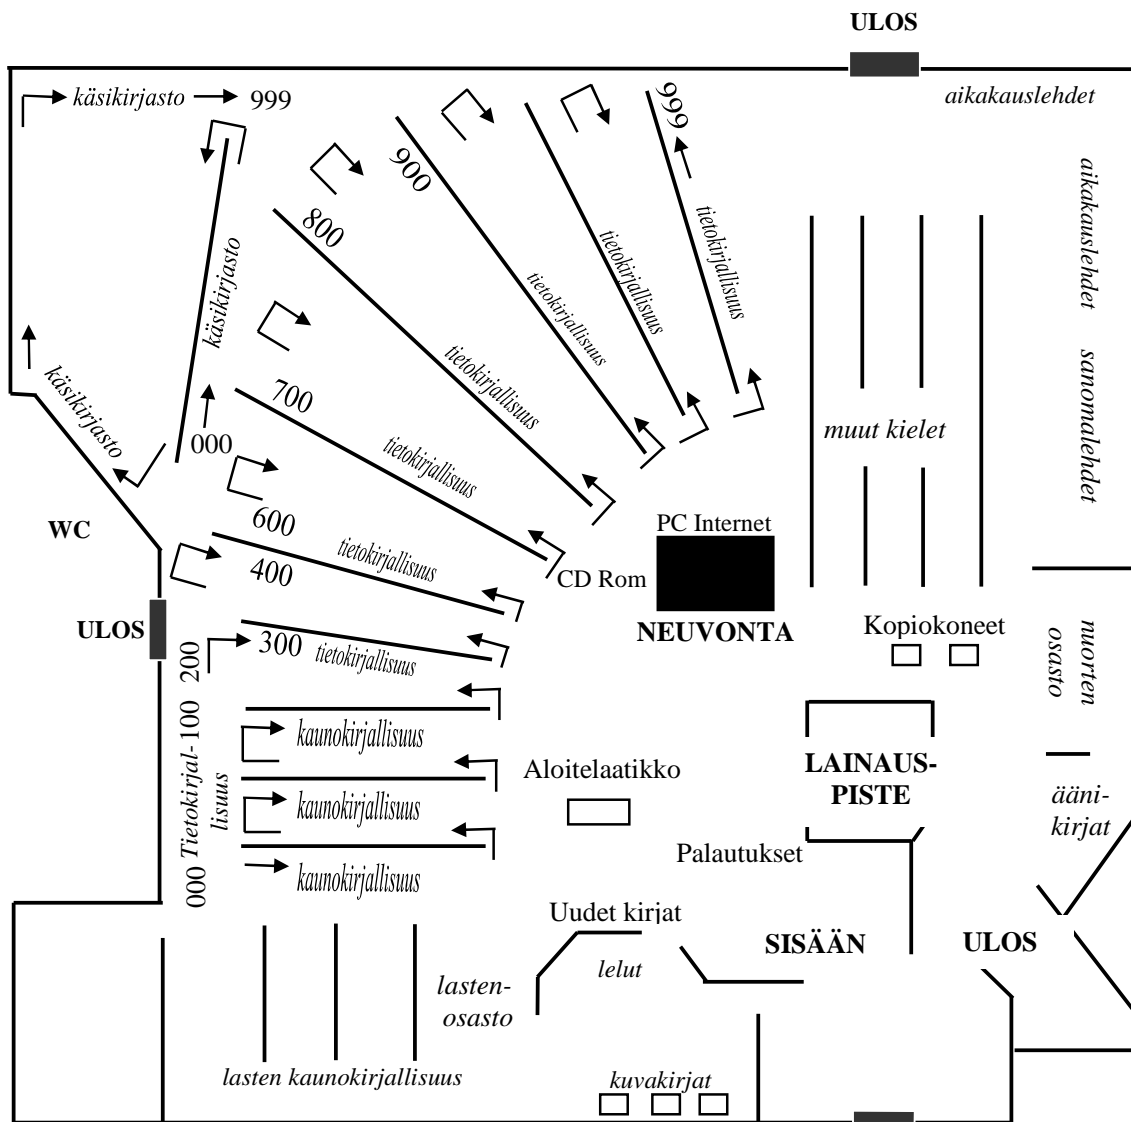 ULOS
käsikirjasto
999
aikakauslehdet
999
900
800
tietokirjallisuus
tietokirjallisuus
tietokirjallisuus
tietokirjallisuus
käsikirjasto
aikakauslehdet
sanomalehdet
käsikirjasto
000
700
tietokirjallisuus
muut kielet
WC
600
400
tietokirjallisuus
PC Internet
CD Rom
NEUVONTA
Kopiokoneet
ULOS
300
tietokirjallisuus
nuorten
osasto
000 Tietokirjal- 100 200
lisuus
kaunokirjallisuus
kaunokirjallisuus
kaunokirjallisuus
Aloitelaatikko
LAINAUS-
PISTE
ääni-
kirjat
Palautukset
Uudet kirjat
SISÄÄN
ULOS
lelut
lasten-
osasto
lasten kaunokirjallisuus
kuvakirjat